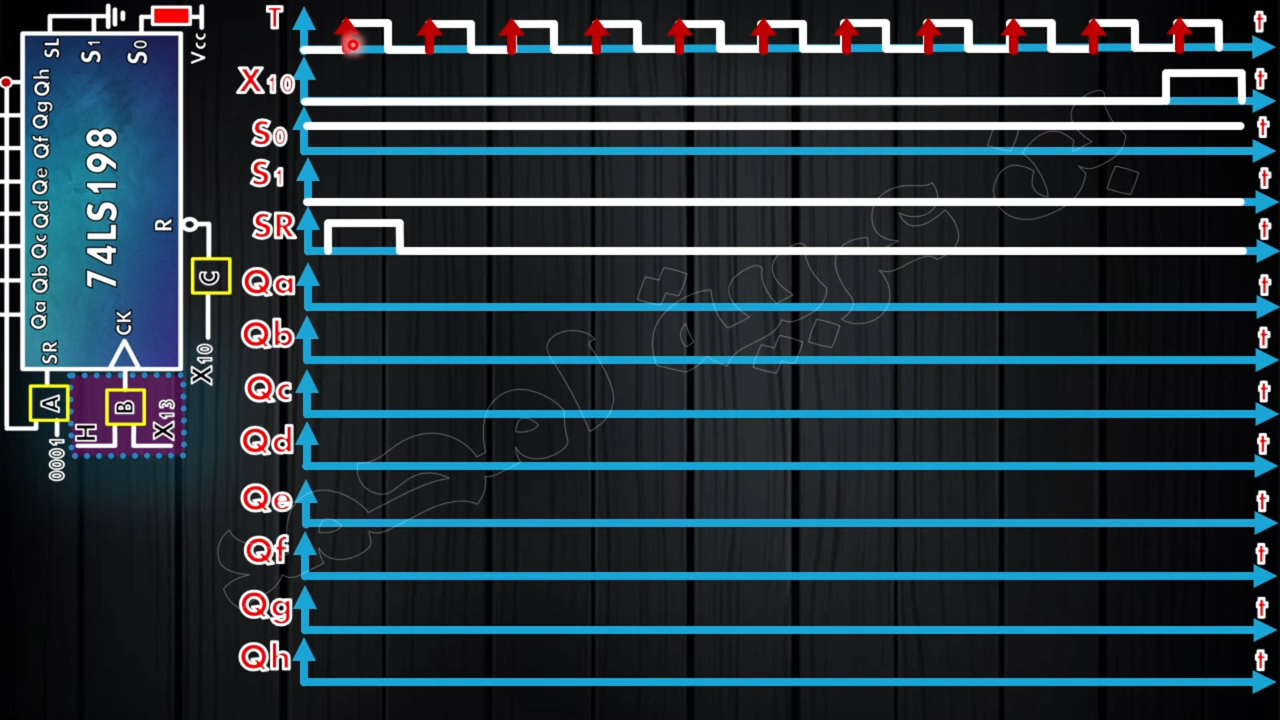 SL S1 S0 Vcc
Qa Qb Qc Qd Qe Qf Qg Qh
74LS198
R
SR
CK
A
B
C
H
X13
X10
0001
T t
X10 t
S0 t
S1 t
SR t
Qa t
Qb t
Qc t
Qd t
Qe t
Qf t
Qg t
Qh t